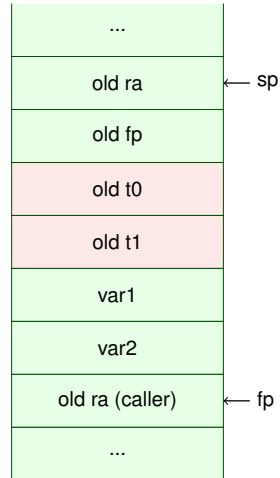 ...
old ra
sp
old fp
old t0
old t1
var1
var2
old ra (caller)
fp
...